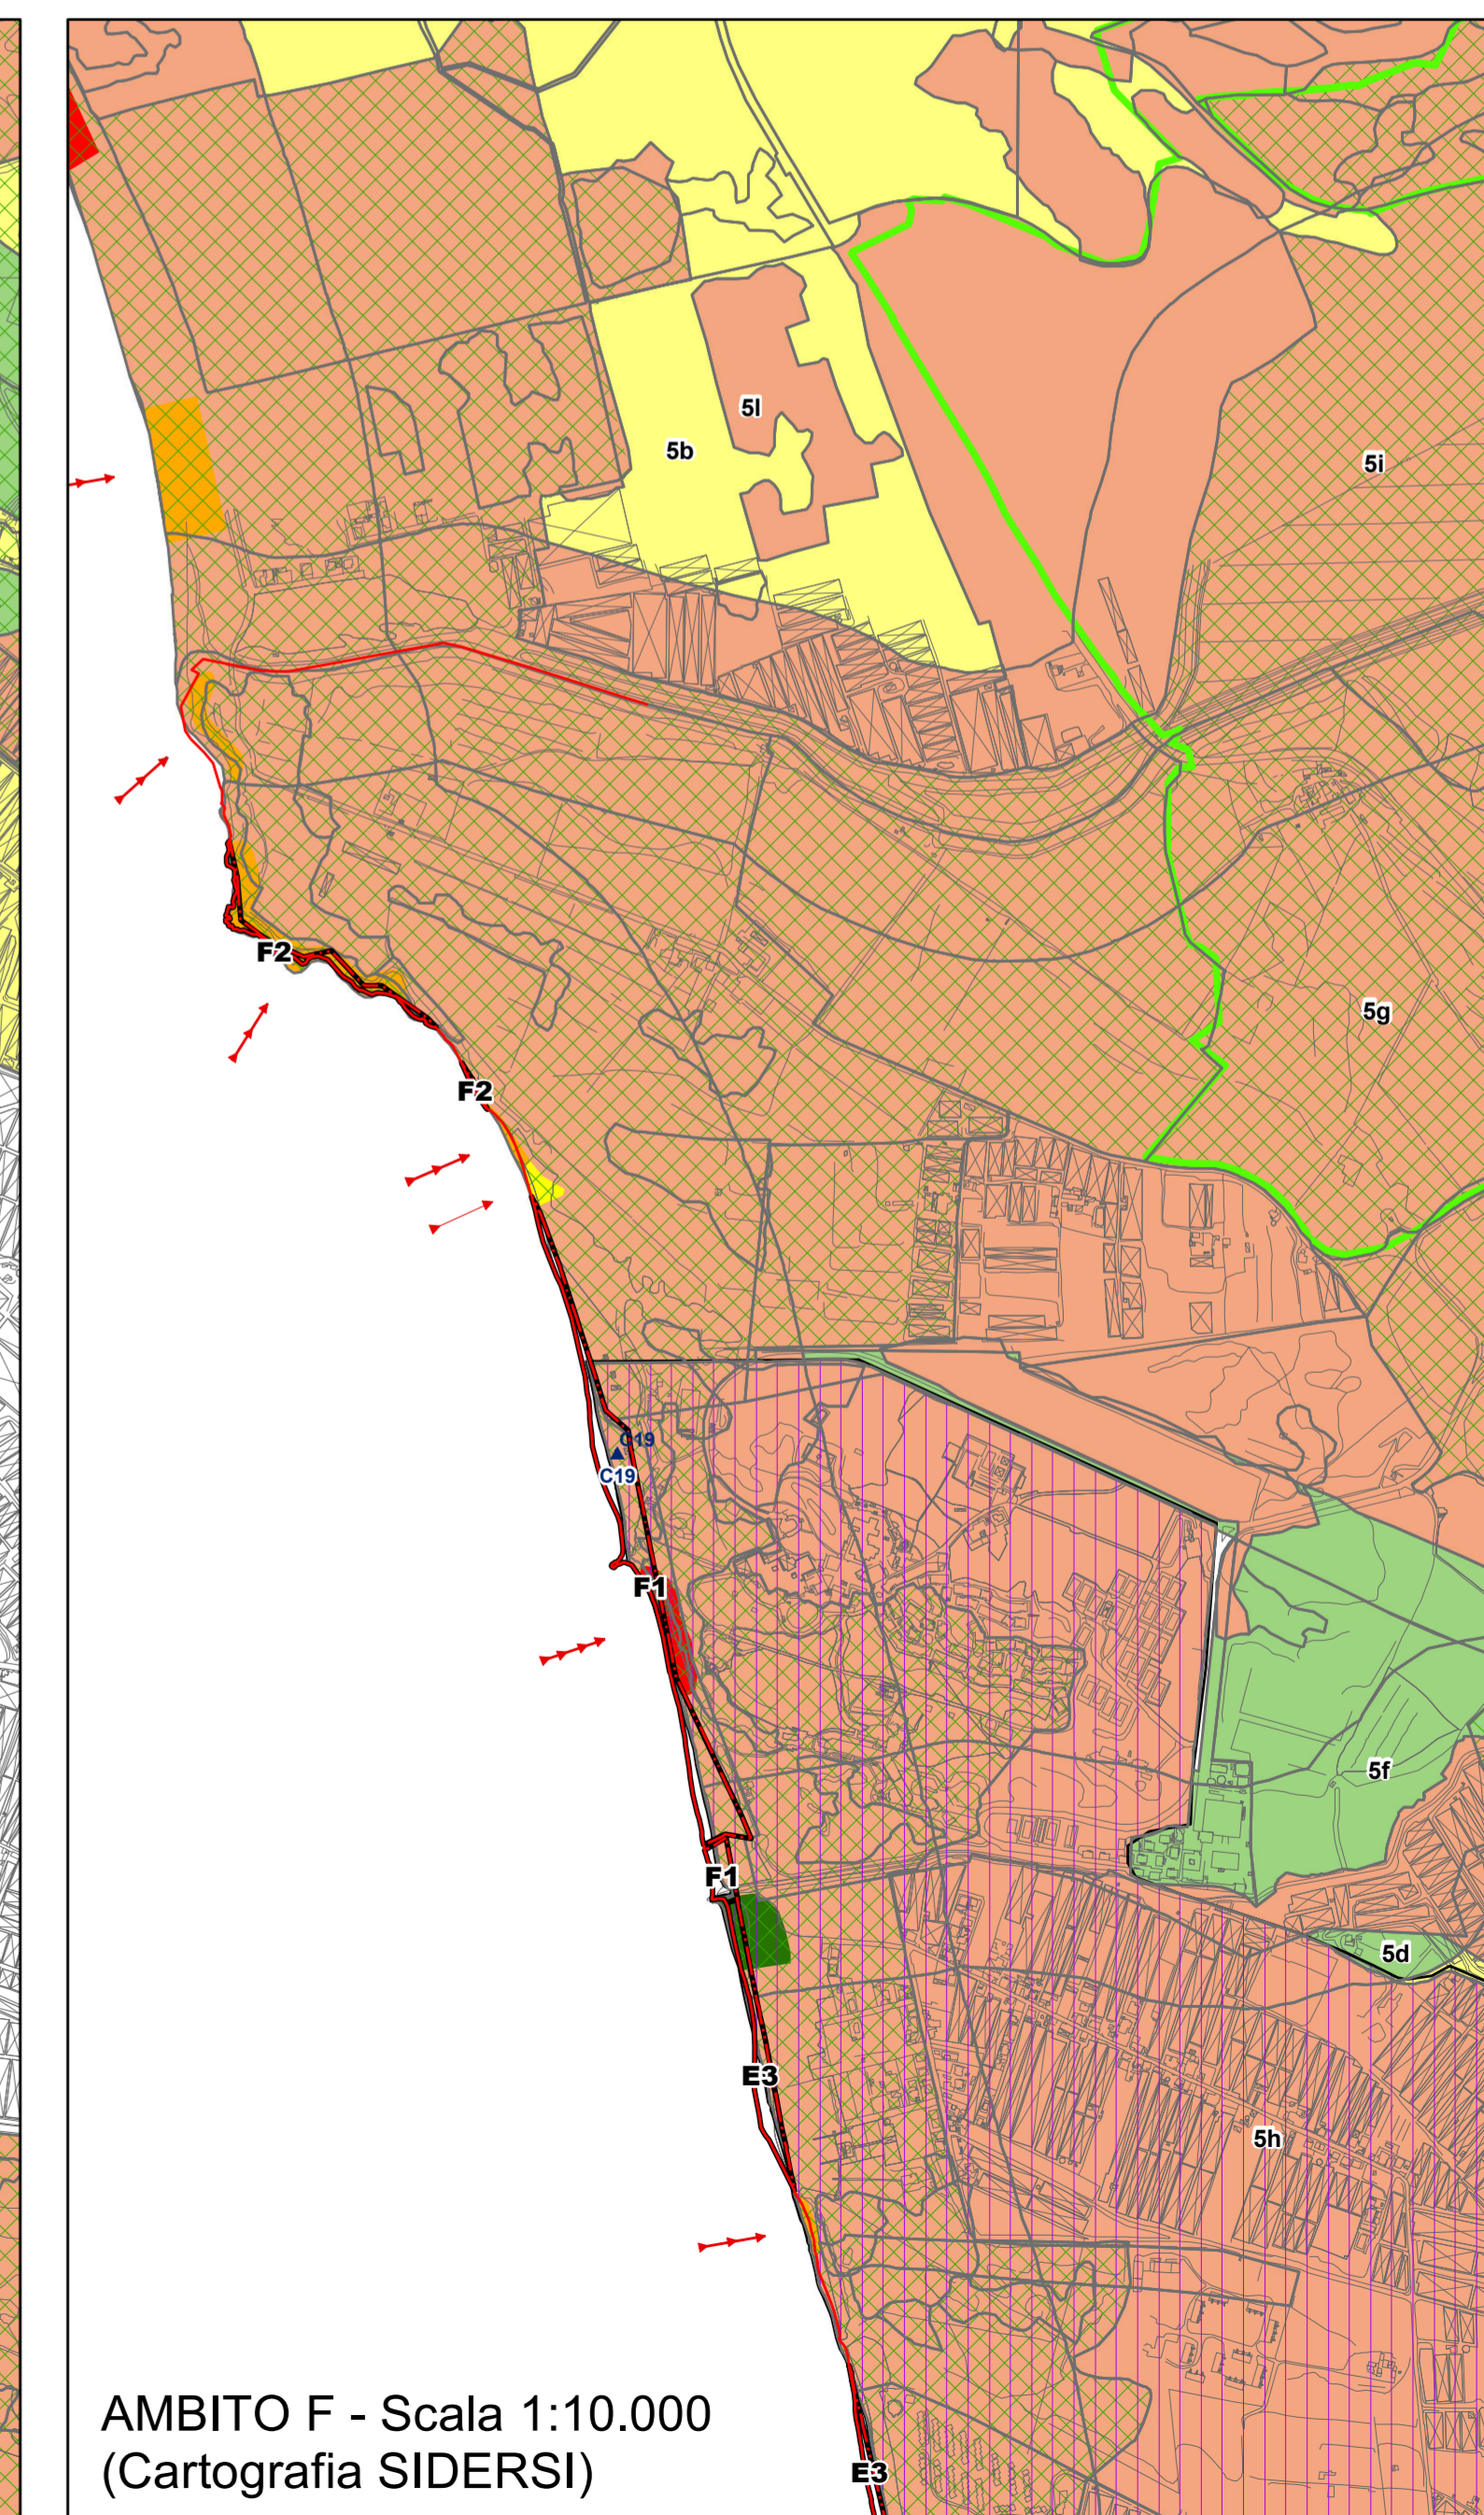 5l
5b
5i
F2
5g
F2
C19
C19
F1
5f
F1
5d
E3
5h
AMBITO F - Scala 1:10.000
(Cartografia SIDERSI)
E3